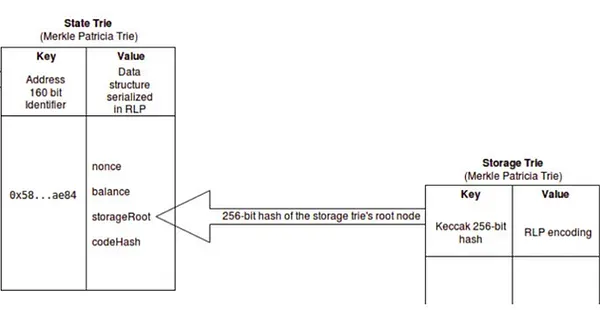 State Trie
(Merkle Patricia Trie)
Key
Value
Address
160 bit
Identifier
Data
structure
serialized
in RLP
0x58...ae84
nonce
balance
storageRoot
codeHash
256-bit hash of the storage trie's root node
Storage Trie
(Merkle Patricia Trie)
Key
Value
Keccak 256-bit
hash
RLP encoding